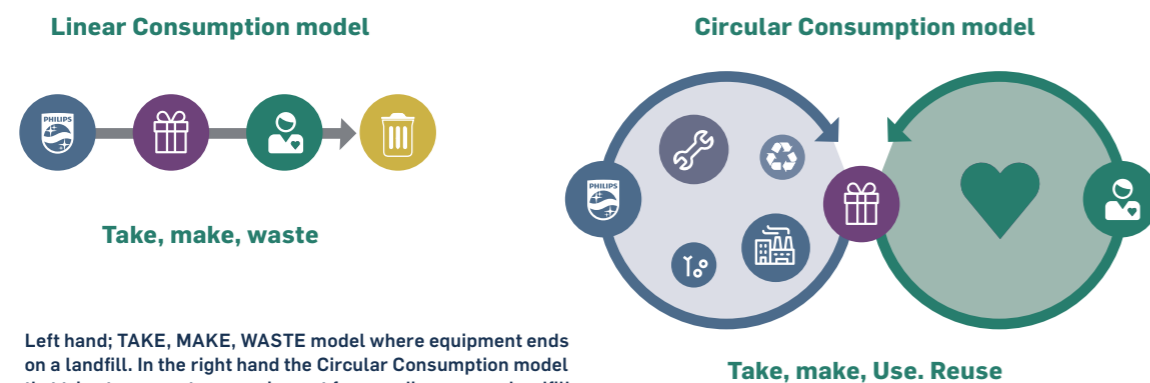 Linear Consumption model
Circular Consumption model
PHILIPS
PHILIPS
Take, make, waste
Left hand; TAKE, MAKE, WASTE model where equipment ends
on a landfill. In the right hand the Circular Consumption model
Take, make, Use. Reuse